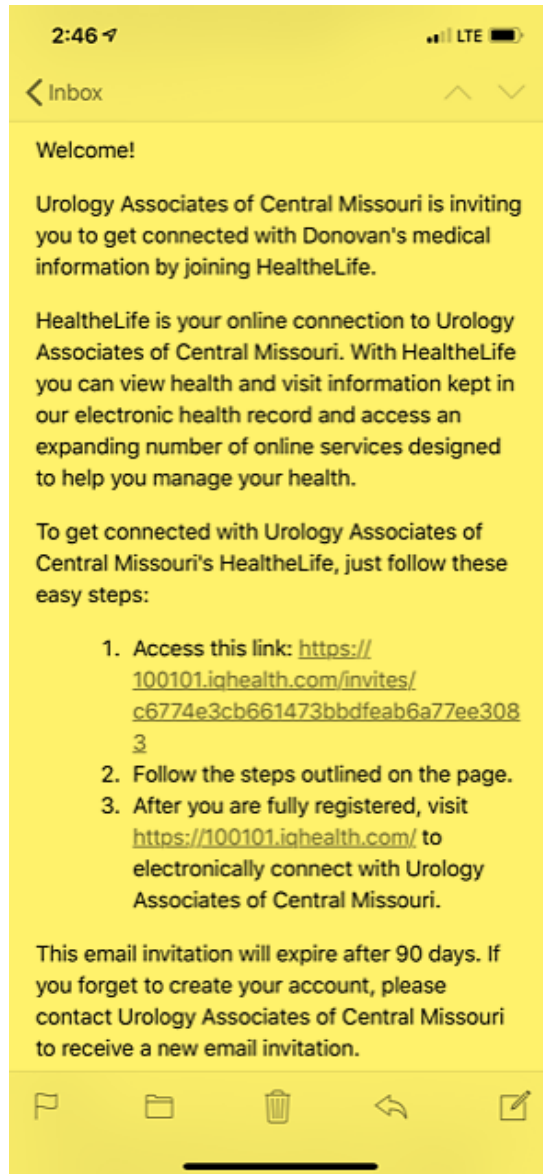 2:46 LTE
Inbox
Welcome!
Urology Associates of Central Missouri is inviting
you to get connected with Donovan's medical
information by joining HealtheLife.
HealtheLife is your online connection to Urology
Associates of Central Missouri. With HealtheLife
you can view health and visit information kept in
our electronic health record and access an
expanding number of online services designed
to help you manage your health.
To get connected with Urology Associates of
Central Missouri's HealtheLife, just follow these
easy steps:
1. Access this link: https://
100101.iqhealth.com/invites/
c6774e3cb661473bbdfeab6a77ee308
3
2. Follow the steps outlined on the page.
3. After you are fully registered, visit
https://100101.iqhealth.com/ to
electronically connect with Urology
Associates of Central Missouri.
This email invitation will expire after 90 days. If
you forget to create your account, please
contact Urology Associates of Central Missouri
to receive a new email invitation.